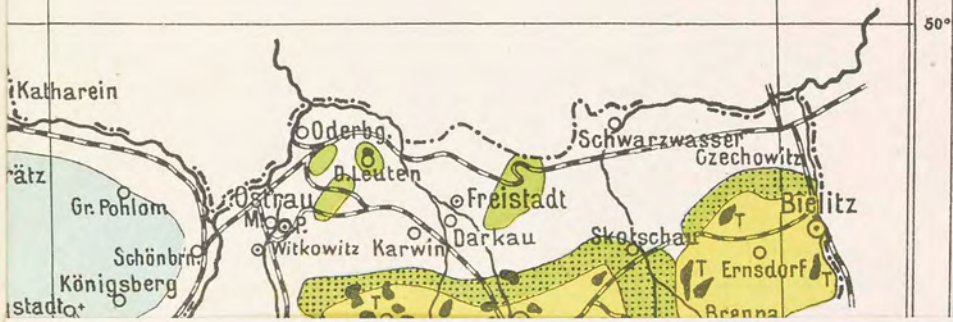 50°
Katharein
Oderbg.
Schwarzwasser
Czechowitz
D. Leuten
rätz
Gr. Pohlom
Ostrau
Freistadt
Bielitz
T
M.
P.
Witkowitz
Karwin
Darkau
Skotschau
Schönbrn.
Ernsdorf
T
T
Königsberg
T
stadt
Brenna